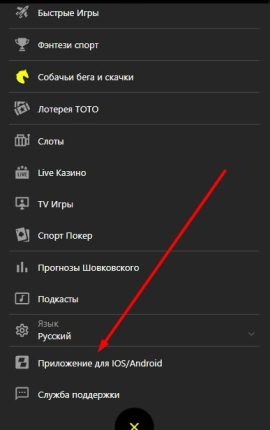 Быстрые Игры
Фэнтези спорт
Собачьи бега и скачки
Лотерея ТОТО
Слоты
Live Казино
TV Игры
Спорт Покер
Прогнозы Шовковского
Подкасты
Язык
Русский
Приложение для IOS/Android
Служба поддержки